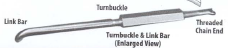 Turnbuckle
Link Bar
Threaded
Chain End
Turnbuckle & Link Bar
(Enlarged View)